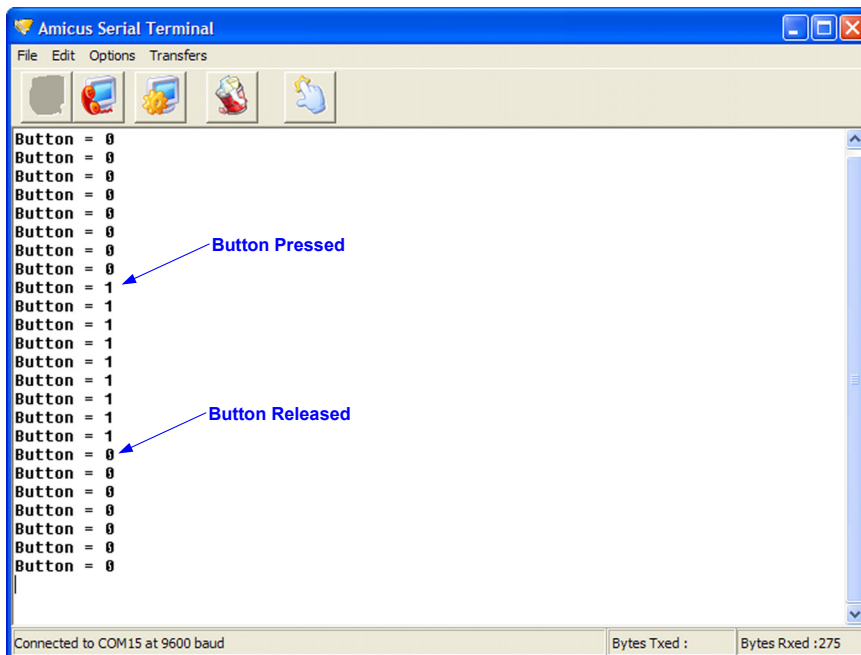 Amicus Serial Terminal
File Edit Options Transfers
Button = 0
Button = 0
Button = 0
Button = 0
Button = 0
Button = 0
Button = 0
Button Pressed
Button = 0
Button = 1
Button = 1
Button = 1
Button = 1
Button = 1
Button = 1
Button = 1
Button = 1
Button Released
Button = 1
Button = 0
Button = 0
Button = 0
Button = 0
Button = 0
Button = 0
Button = 0
Connected to COM15 at 9600 baud Bytes Txed : Bytes Rxed :275